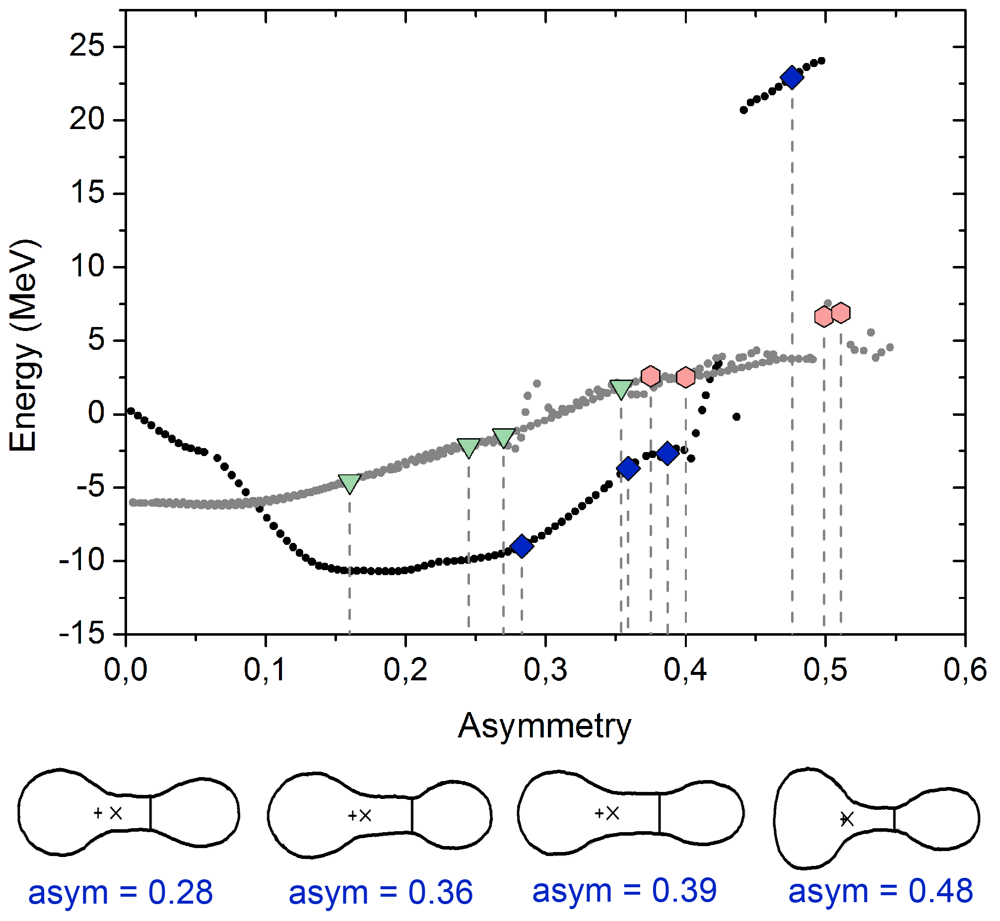 25
20
15
10
5
0
-5
-10
-15
Energy (MeV)
0,0 0,1 0,2 0,3 0,4 0,5 0,6
Asymmetry
asym = 0.28 asym = 0.36 asym = 0.39 asym = 0.48